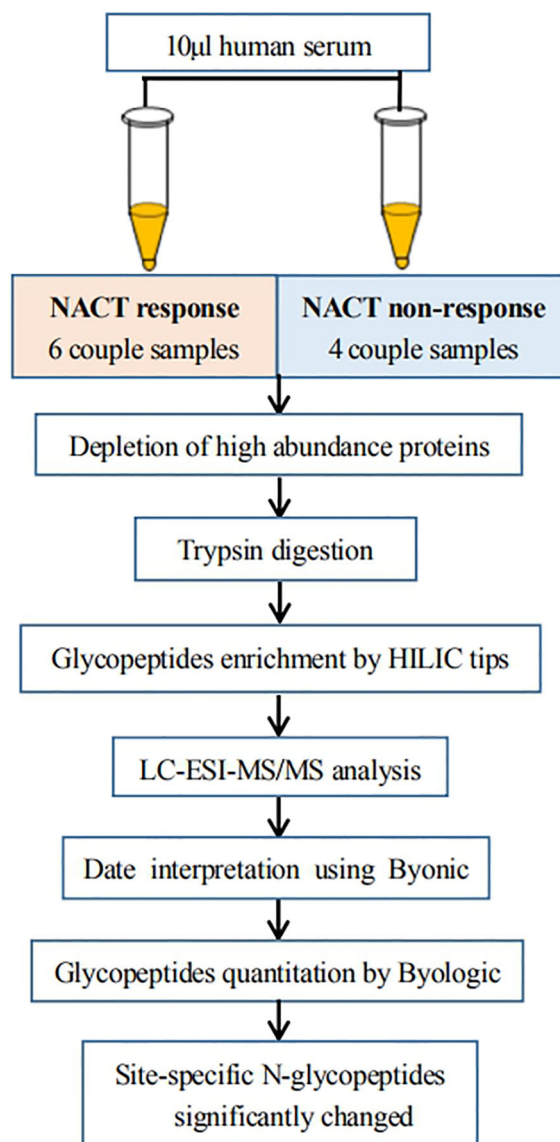 10μl human serum
NACT response
6 couple samples
NACT non-response
4 couple samples
Depletion of high abundance proteins
Trypsin digestion
Glycopeptides enrichment by HILIC tips
LC-ESI-MS/MS analysis
Date interpretation using Byonic
Glycopeptides quantitation by Byologic
Site-specific N-glycopeptides
significantly changed